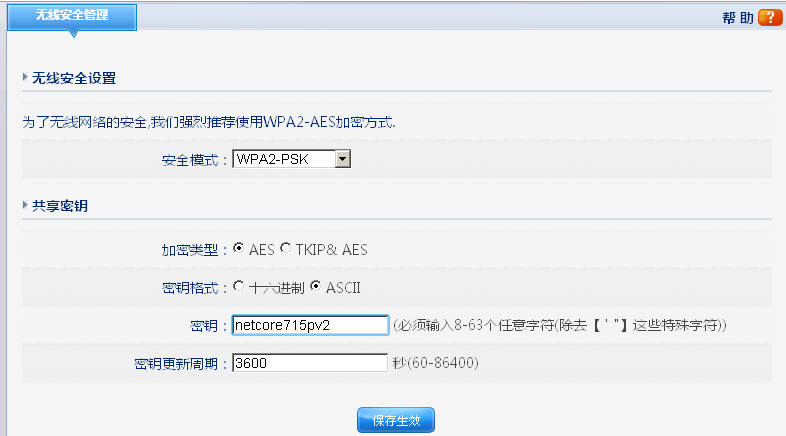 无线安全管理
帮 助 ?
无线安全设置
为了无线网络的安全,我们强烈推荐使用WPA2-AES加密方式.
安全模式： WPA2-PSK
共享密钥
加密类型： AES TKIP& AES
密钥格式： 十六进制 ASCII
密钥： netcore715pv2 (必须输入8-63个任意字符(除去【 ' "】这些特殊字符))
密钥更新周期： 3600 秒(60-86400)
保存生效